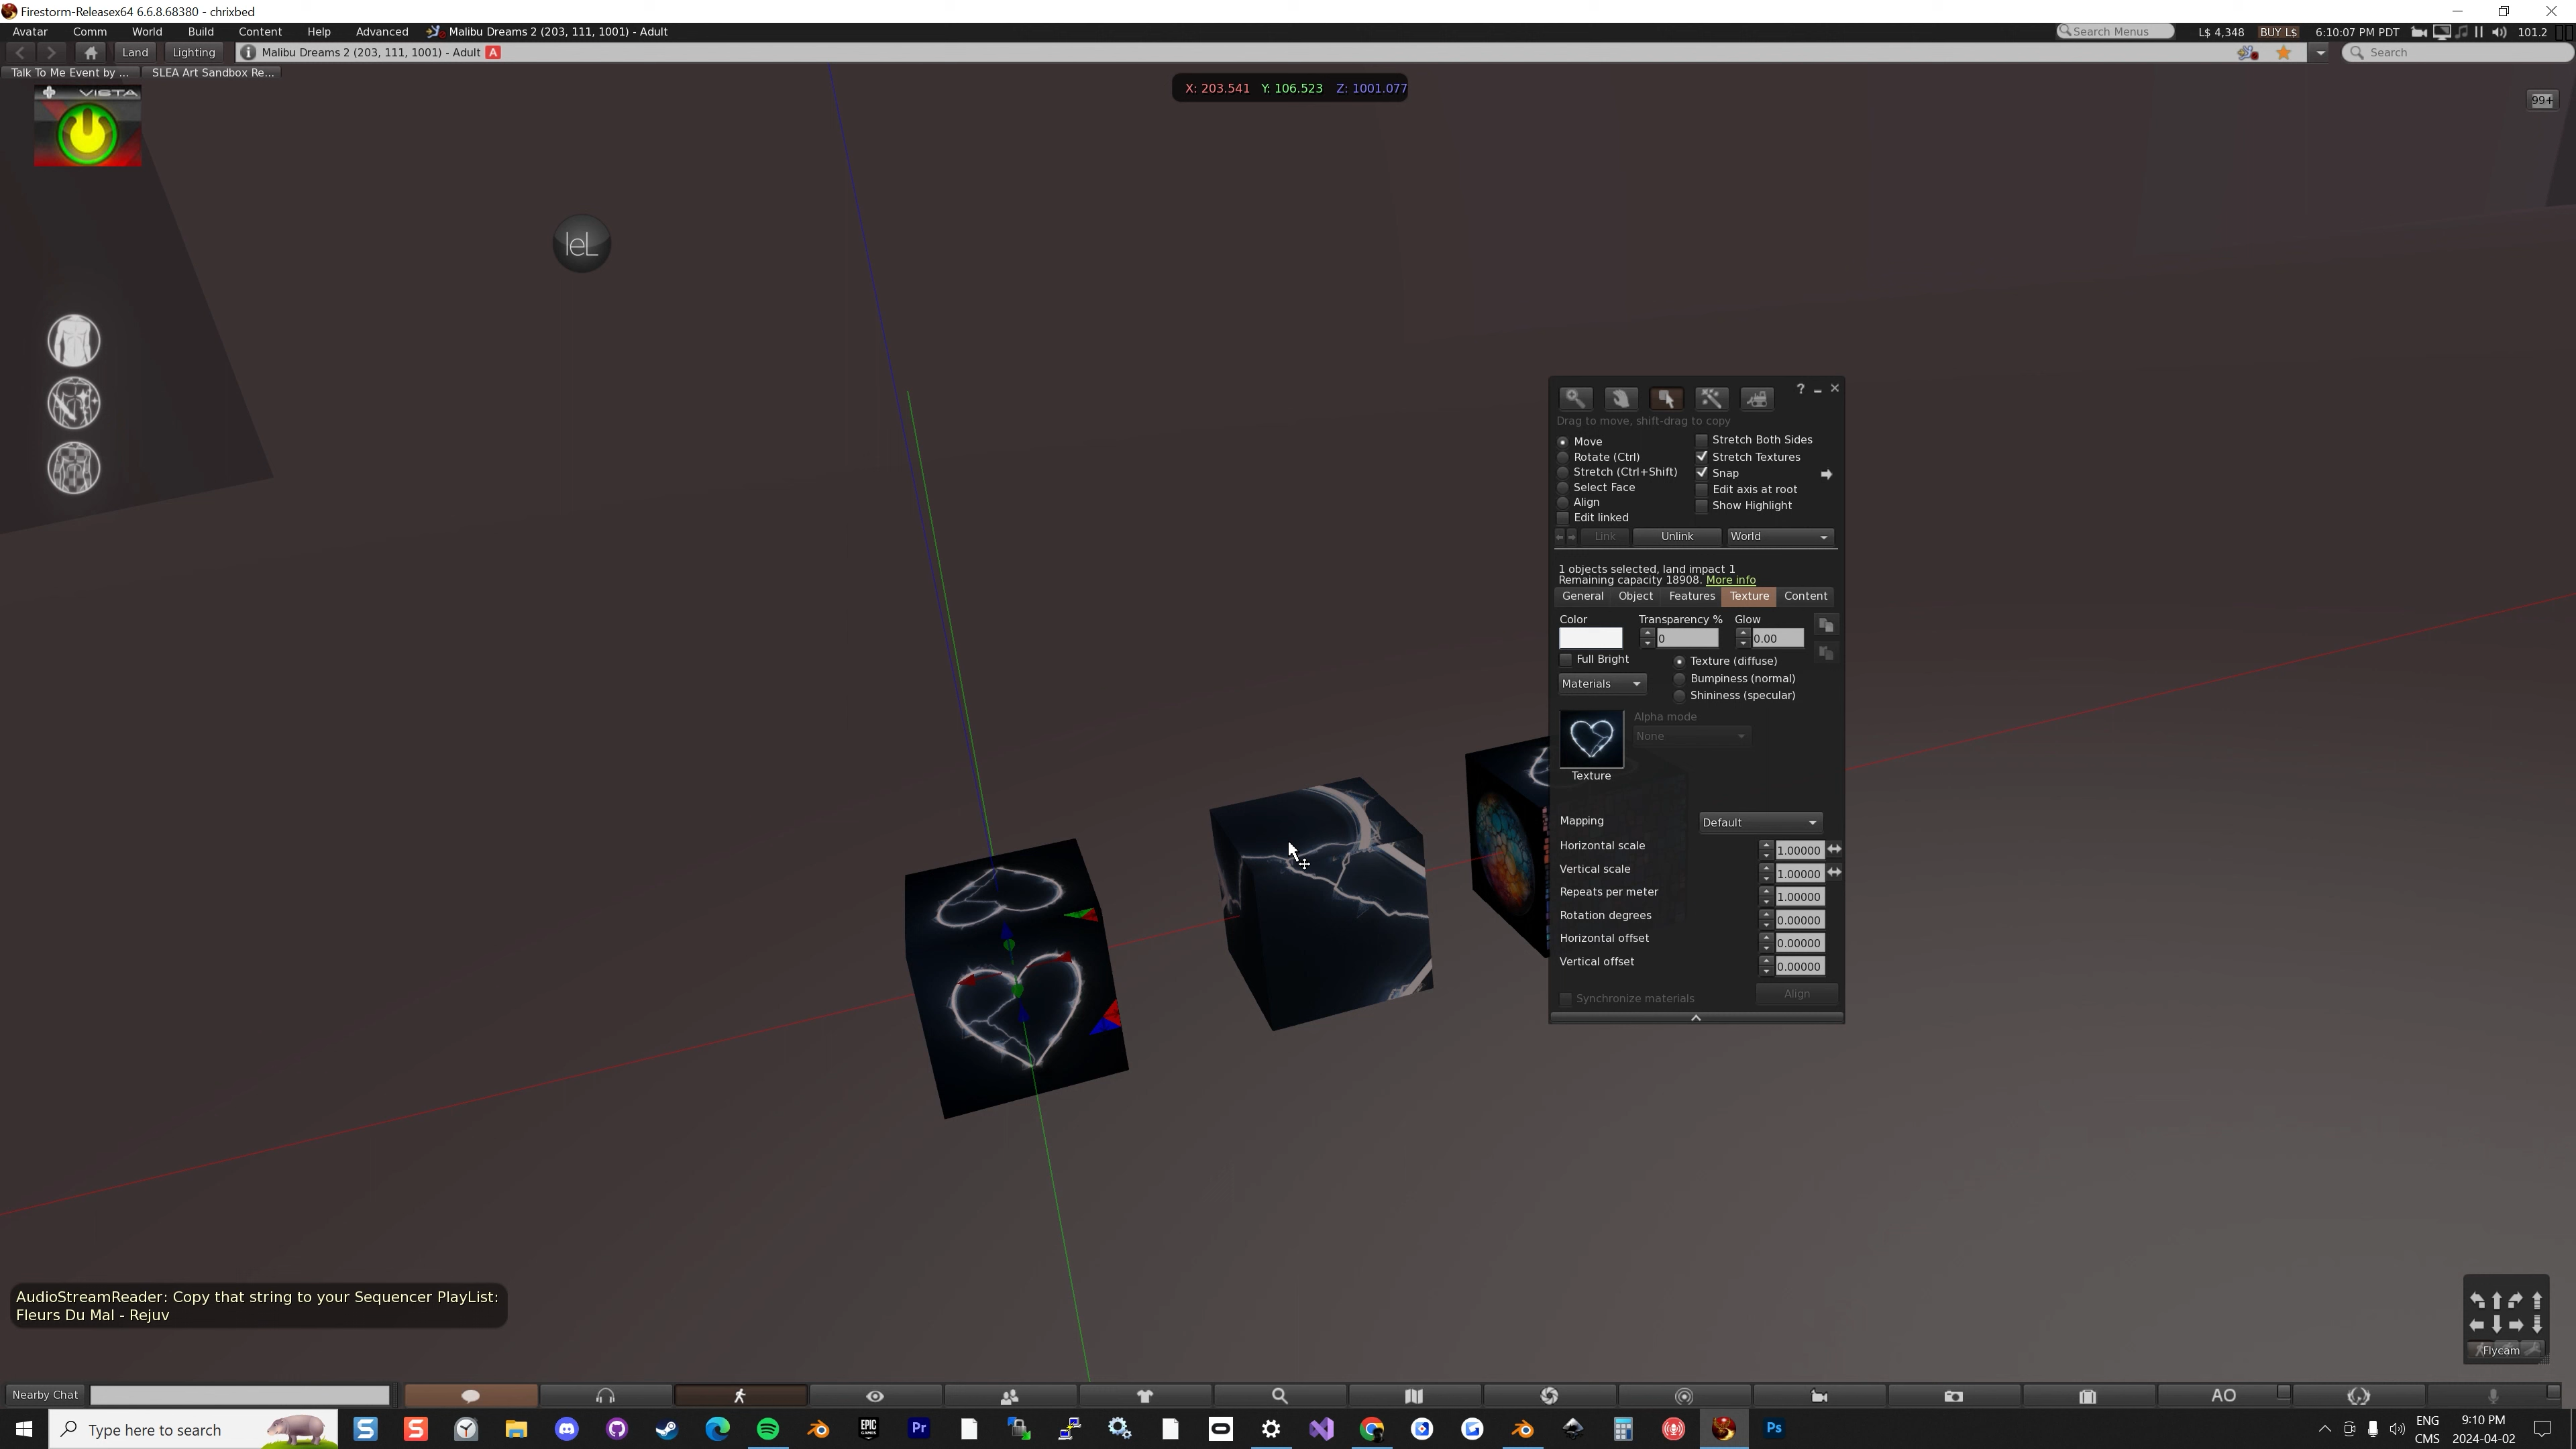 Firestorm-Releasex64 6.6.8.68380 - chrixbed
Avatar Comm World Build Content Help Advanced Malibu Dreams 2 (203, 111, 1001) - Adult Search Menus L$ 4,348 BUY L$ 6:10:07 PM PDT 101.2
Land Lighting Malibu Dreams 2 (203, 111, 1001) - Adult A Search
Talk To Me Event by ... SLEA Art Sandbox Re...
VISTA
X: 203.541 Y: 106.523 Z: 1001.077
99+
leL
Drag to move, shift-drag to copy
Move Stretch Both Sides
Rotate (Ctrl) Stretch Textures
Stretch (Ctrl+Shift) Snap
Select Face Edit axis at root
Align Show Highlight
Edit linked
Link Unlink World
1 objects selected, land impact 1
Remaining capacity 18908. More info
General Object Features Texture Content
Color Transparency % Glow
0 0.00
Full Bright Texture (diffuse)
Materials Bumpiness (normal)
Shininess (specular)
Alpha mode
None
Texture
Mapping Default
Horizontal scale 1.00000
Vertical scale 1.00000
Repeats per meter 1.00000
Rotation degrees 0.00000
Horizontal offset 0.00000
Vertical offset 0.00000
Synchronize materials Align
AudioStreamReader: Copy that string to your Sequencer PlayList:
Fleurs Du Mal - Rejuv
Flycam
Nearby Chat AO
Type here to search
S S EPIC GAMES Pr Ps
ENG 9:10 PM
CMS 2024-04-02